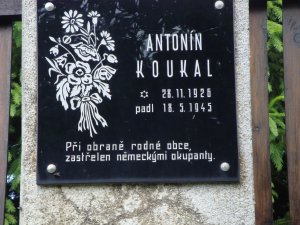 ANTONÍN
KOUKAL
✡ 28.11.1926
padl 18.5.1945
Při obraně rodné obce
zastřelen německými okupanty.